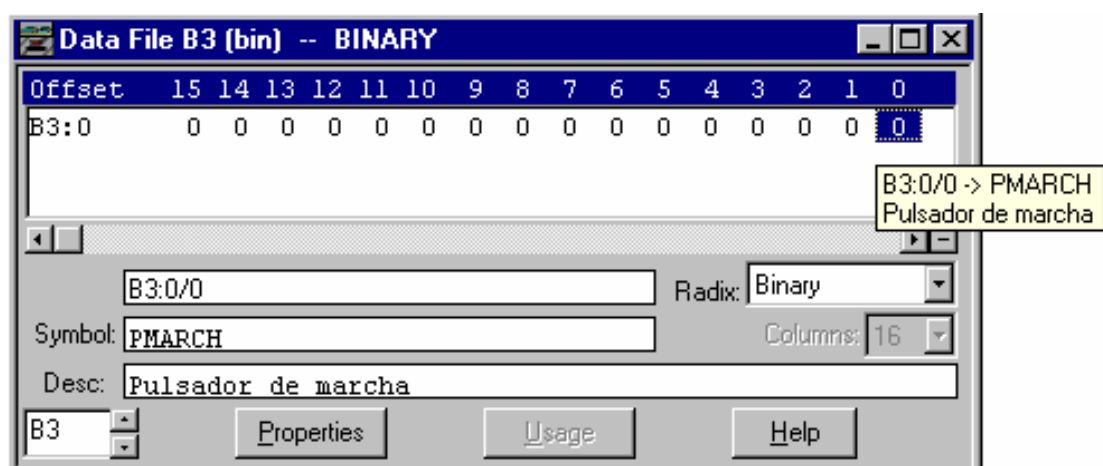 Data File B3 (bin) -- BINARY
Offset 15 14 13 12 11 10 9 8 7 6 5 4 3 2 1 0
B3:0 0 0 0 0 0 0 0 0 0 0 0 0 0 0 0 0
B3:0/0 -> PMARCH
Pulsador de marcha
B3:0/0 Radix: Binary
Symbol: PMARCH Columns: 16
Desc: Pulsador de marcha
B3 Properties Usage Help